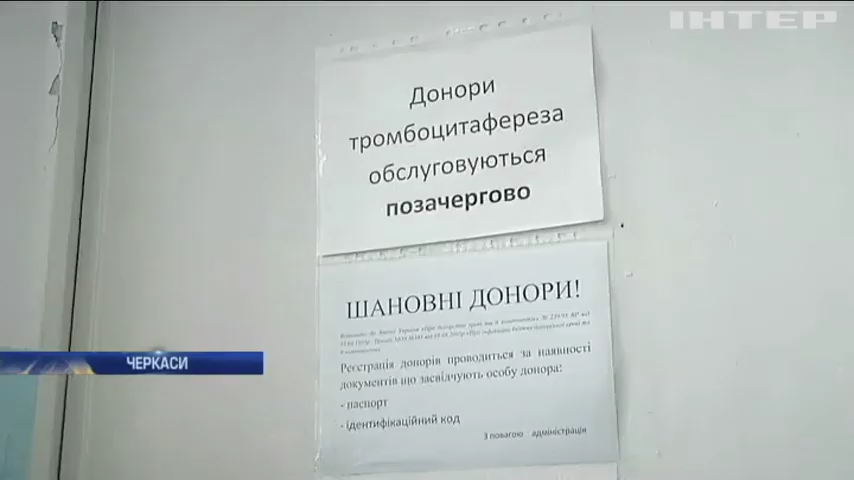 ІНТЕР
Донори
тромбоцитафереза
обслуговуються
позачергово
ШАНОВНІ ДОНОРИ!
Реєстрація донорів проводиться за наявності
документів що засвідчують особу донора:
- паспорт
- ідентифікаційний код
З повагою адміністрація
ЧЕРКАСИ